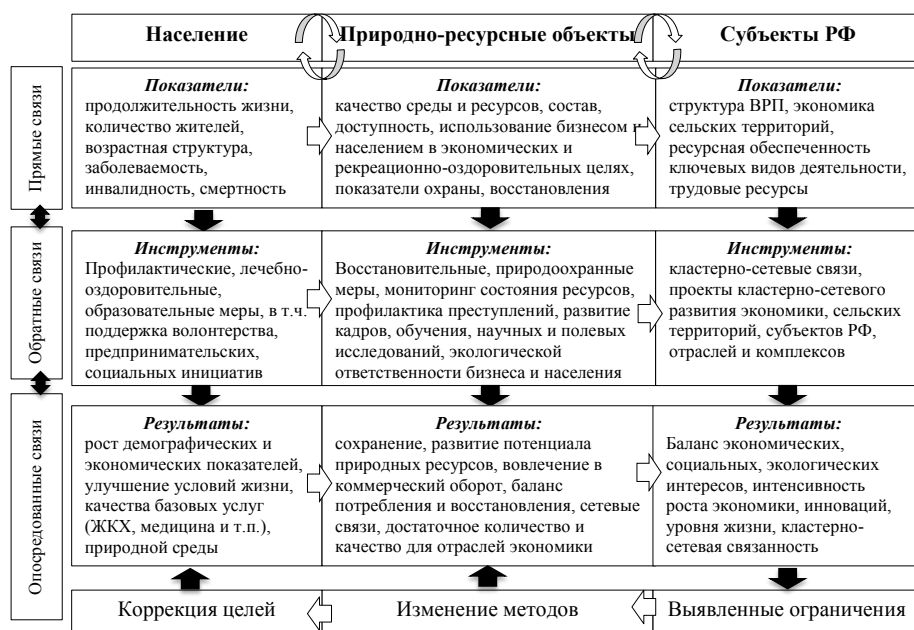 Население
Природно-ресурсные объекты
Субъекты РФ
Прямые связи
Показатели:
продолжительность жизни,
количество жителей,
возрастная структура,
заболеваемость,
инвалидность, смертность
Показатели:
качество среды и ресурсов, состав,
доступность, использование бизнесом и
населением в экономических и
рекреационно-оздоровительных целях,
показатели охраны, восстановления
Показатели:
структура ВРП, экономика
сельских территорий,
ресурсная обеспеченность
ключевых видов деятельности,
трудовые ресурсы
Обратные связи
Инструменты:
Профилактические, лечебно-
оздоровительные,
образовательные меры, в т.ч.
поддержка волонтерства,
предпринимательских,
социальных инициатив
Инструменты:
Восстановительные, природоохранные
меры, мониторинг состояния ресурсов,
профилактика преступлений, развитие
кадров, обучения, научных и полевых
исследований, экологической
ответственности бизнеса и населения
Инструменты:
кластерно-сетевые связи,
проекты кластерно-сетевого
развития экономики, сельских
территорий, субъектов РФ,
отраслей и комплексов
Опосредованные связи
Результаты:
рост демографических и
экономических показателей,
улучшение условий жизни,
качества базовых услуг
(ЖКХ, медицина и т.п.),
природной среды
Результаты:
сохранение, развитие потенциала
природных ресурсов, вовлечение в
коммерческий оборот, баланс
потребления и восстановления, сетевые
связи, достаточное количество и
качество для отраслей экономики
Результаты:
Баланс экономических,
социальных, экологических
интересов, интенсивность
роста экономики, инноваций,
уровня жизни, кластерно-
сетевая связанность
Коррекция целей
Изменение методов
Выявленные ограничения